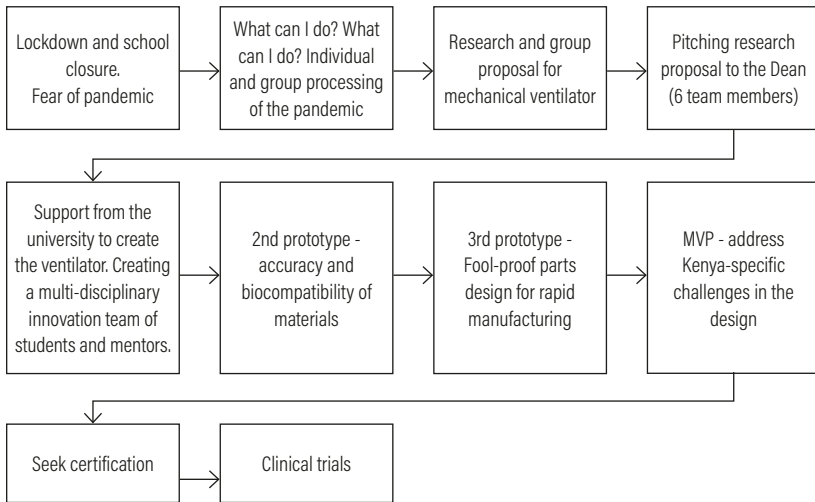 Lockdown and school
closure.
Fear of pandemic
What can I do? What
can I do? Individual
and group processing
of the pandemic
Research and group
proposal for
mechanical ventilator
Pitching research
proposal to the Dean
(6 team members)
Support from the
university to create
the ventilator. Creating
a multi-disciplinary
innovation team of
students and mentors.
2nd prototype -
accuracy and
biocompatibility of
materials
3rd prototype -
Fool-proof parts
design for rapid
manufacturing
MVP - address
Kenya-specific
challenges in the
design
Seek certification
Clinical trials